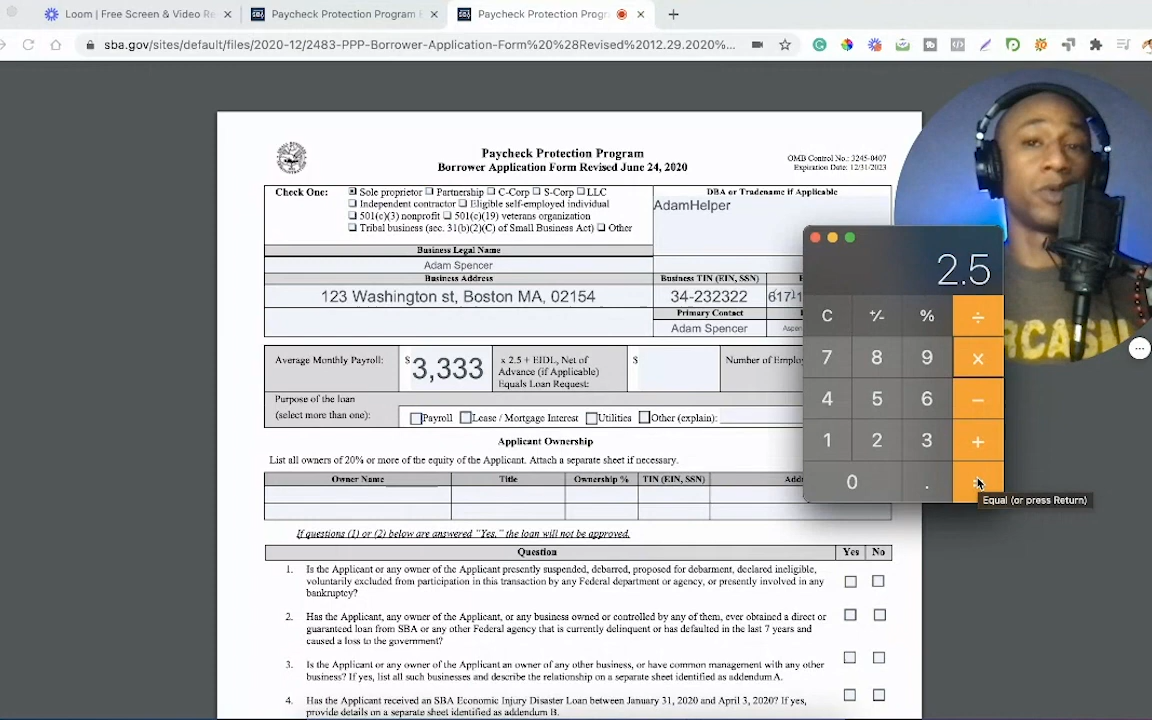 Loom | Free Screen & Video Re
Paycheck Protection Program
Paycheck Protection Progr
sba.gov/sites/default/files/2020-12/2483-PPP-Borrower-Application-Form%20%28Revised%2012.29.2020%...
Paycheck Protection Program
Borrower Application Form Revised June 24, 2020
OMB Control No.: 3245-0407
Expiration Date: 12/31/2023
Check One:
Sole proprietor Partnership C-Corp S-Corp LLC
Independent contractor Eligible self-employed individual
501(c)(3) nonprofit 501(c)(19) veterans organization
Tribal business (sec. 31(b)(2)(C) of Small Business Act) Other
DBA or Tradename if Applicable
AdamHelper
Business Legal Name
Adam Spencer
Business Address
Business TIN (EIN, SSN)
123 Washington st, Boston MA, 02154
34-232322
Primary Contact
Adam Spencer
Average Monthly Payroll:
$
3,333
x 2.5 + EIDL, Net of
Advance (if Applicable)
Equals Loan Request:
$
Number of Employ
Purpose of the loan
(select more than one):
Payroll Lease / Mortgage Interest Utilities Other (explain):
Applicant Ownership
List all owners of 20% or more of the equity of the Applicant. Attach a separate sheet if necessary.
Owner Name Title Ownership % TIN (EIN, SSN) Add
If questions (1) or (2) below are answered "Yes," the loan will not be approved.
Question Yes No
1. Is the Applicant or any owner of the Applicant presently suspended, debarred, proposed for debarment, declared ineligible,
voluntarily excluded from participation in this transaction by any Federal department or agency, or presently involved in any
bankruptcy?
2. Has the Applicant, any owner of the Applicant, or any business owned or controlled by any of them, ever obtained a direct or
guaranteed loan from SBA or any other Federal agency that is currently delinquent or has defaulted in the last 7 years and
caused a loss to the government?
3. Is the Applicant or any owner of the Applicant an owner of any other business, or have common management with any other
business? If yes, list all such businesses and describe the relationship on a separate sheet identified as addendum A.
4. Has the Applicant received an SBA Economic Injury Disaster Loan between January 31, 2020 and April 3, 2020? If yes,
provide details on a separate sheet identified as addendum B.
2.5
C +/- % ÷
7 8 9 x
4 5 6 −
1 2 3 +
0 .
Equal (or press Return)